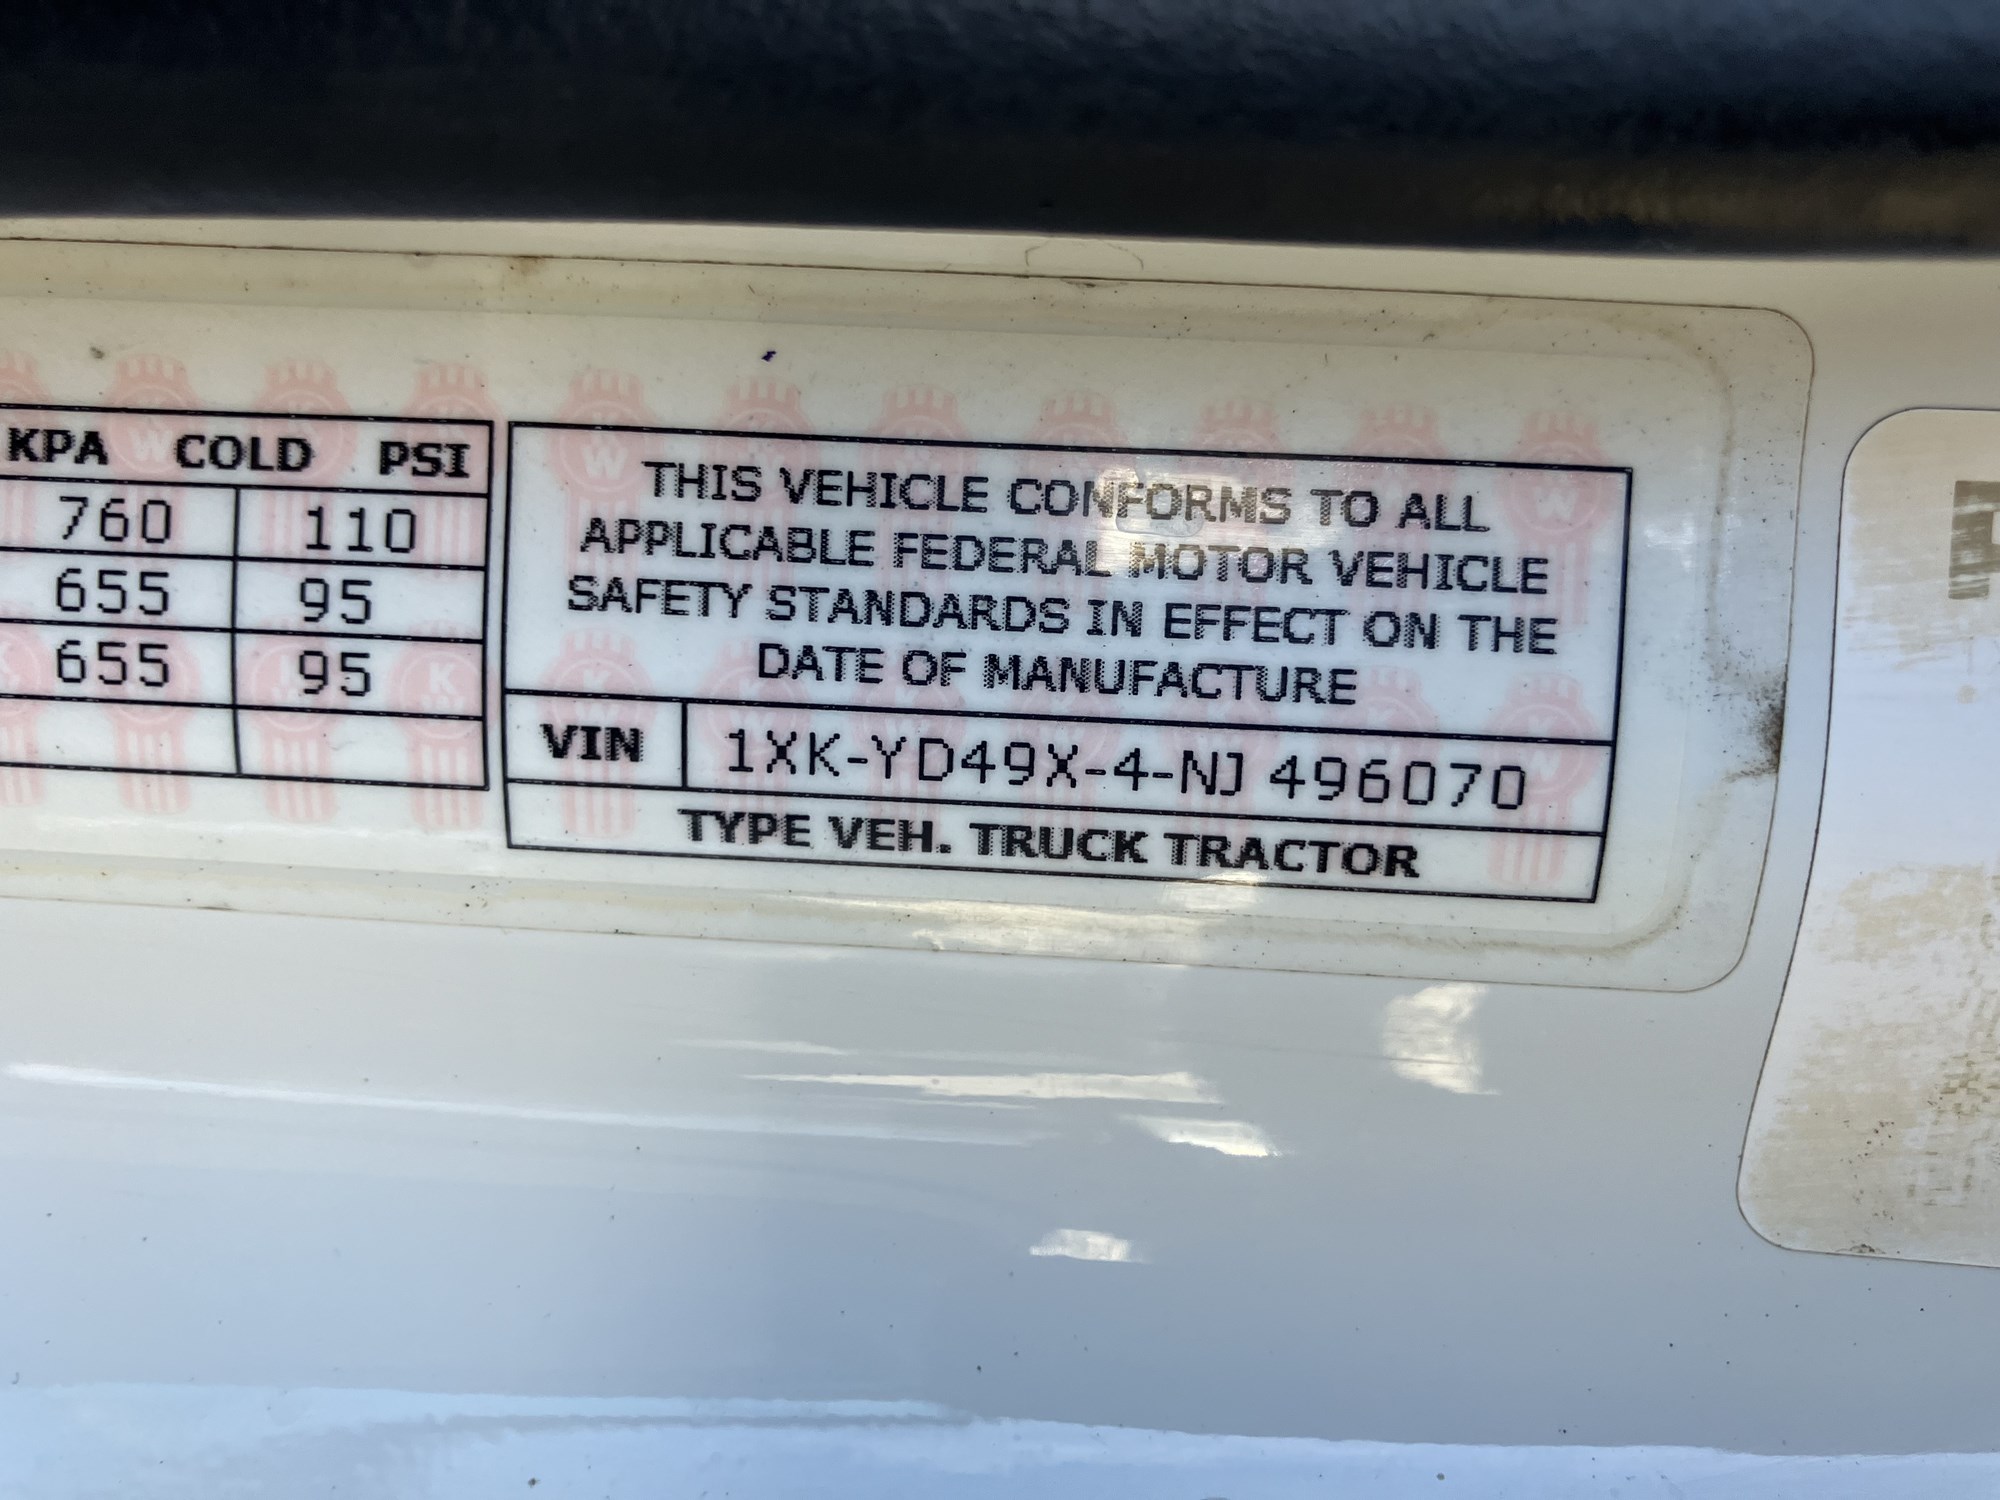 KPA COLD PSI
760 110
655 95
655 95
THIS VEHICLE CONFORMS TO ALL
APPLICABLE FEDERAL MOTOR VEHICLE
SAFETY STANDARDS IN EFFECT ON THE
DATE OF MANUFACTURE
VIN 1XK-YD49X-4-NJ 496070
TYPE VEH. TRUCK TRACTOR